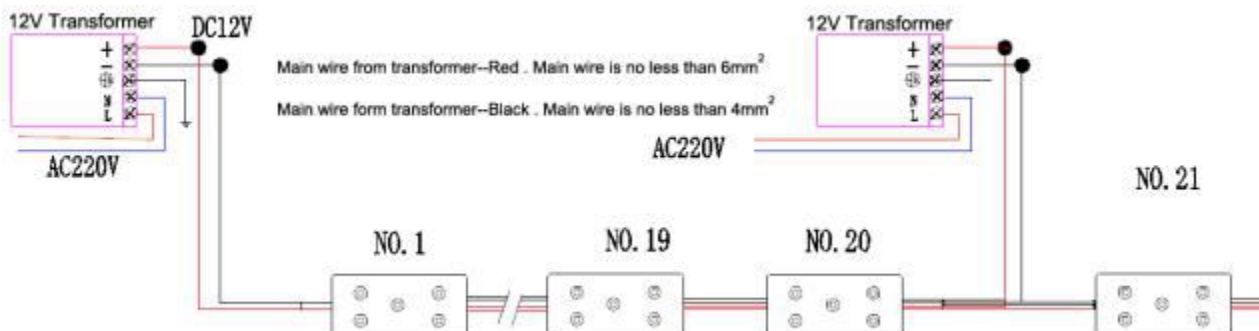 12V Transformer
DC12V
+
−
N
L
AC220V
Main wire from transformer--Red . Main wire is no less than 6mm²
Main wire form transformer--Black . Main wire is no less than 4mm²
12V Transformer
+
−
N
L
AC220V
NO. 1
NO. 19
NO. 20
NO. 21